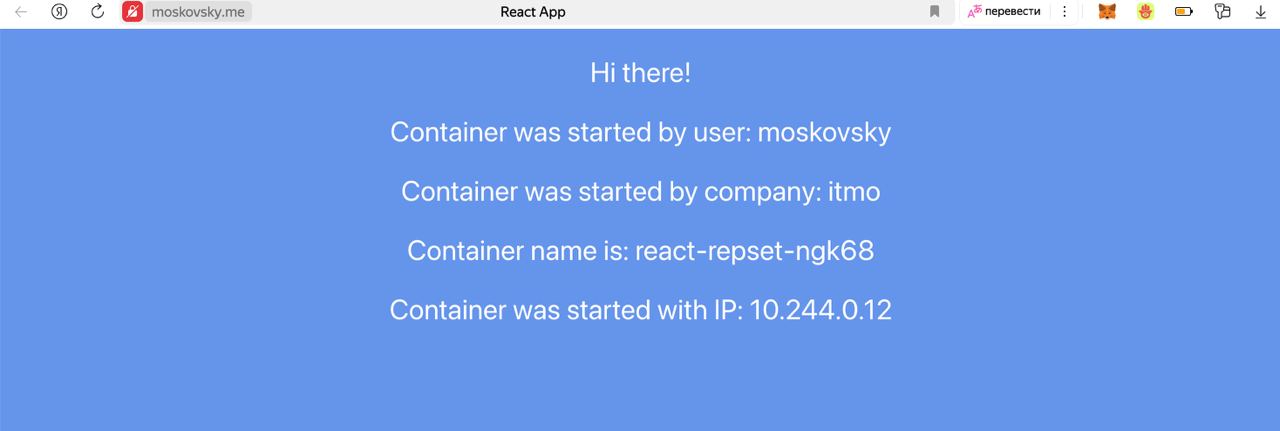 moskovsky.me
React App
перевести
Hi there!
Container was started by user: moskovsky
Container was started by company: itmo
Container name is: react-repset-ngk68
Container was started with IP: 10.244.0.12